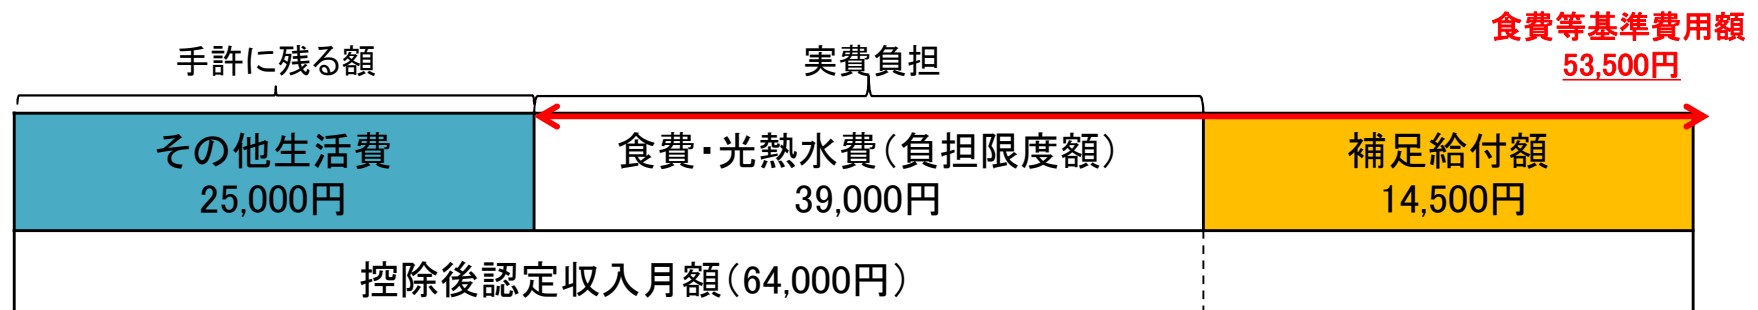 食費等基準費用額
53,500円
手許に残る額
実費負担
その他生活費
25,000円
食費・光熱水費（負担限度額）
39,000円
補足給付額
14,500円
控除後認定収入月額（64,000円）